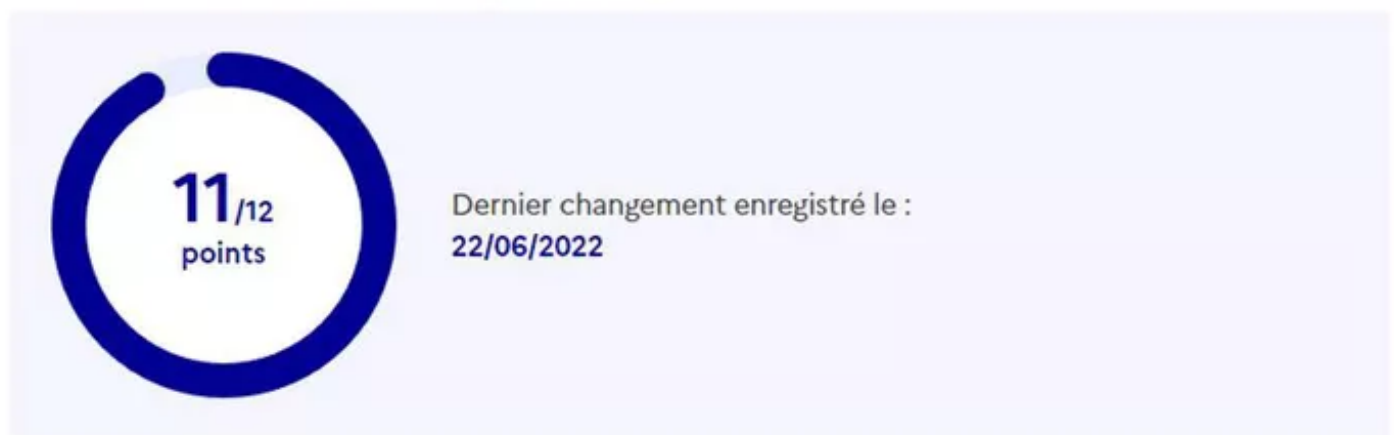 11/12
points
Dernier changement enregistré le :
22/06/2022